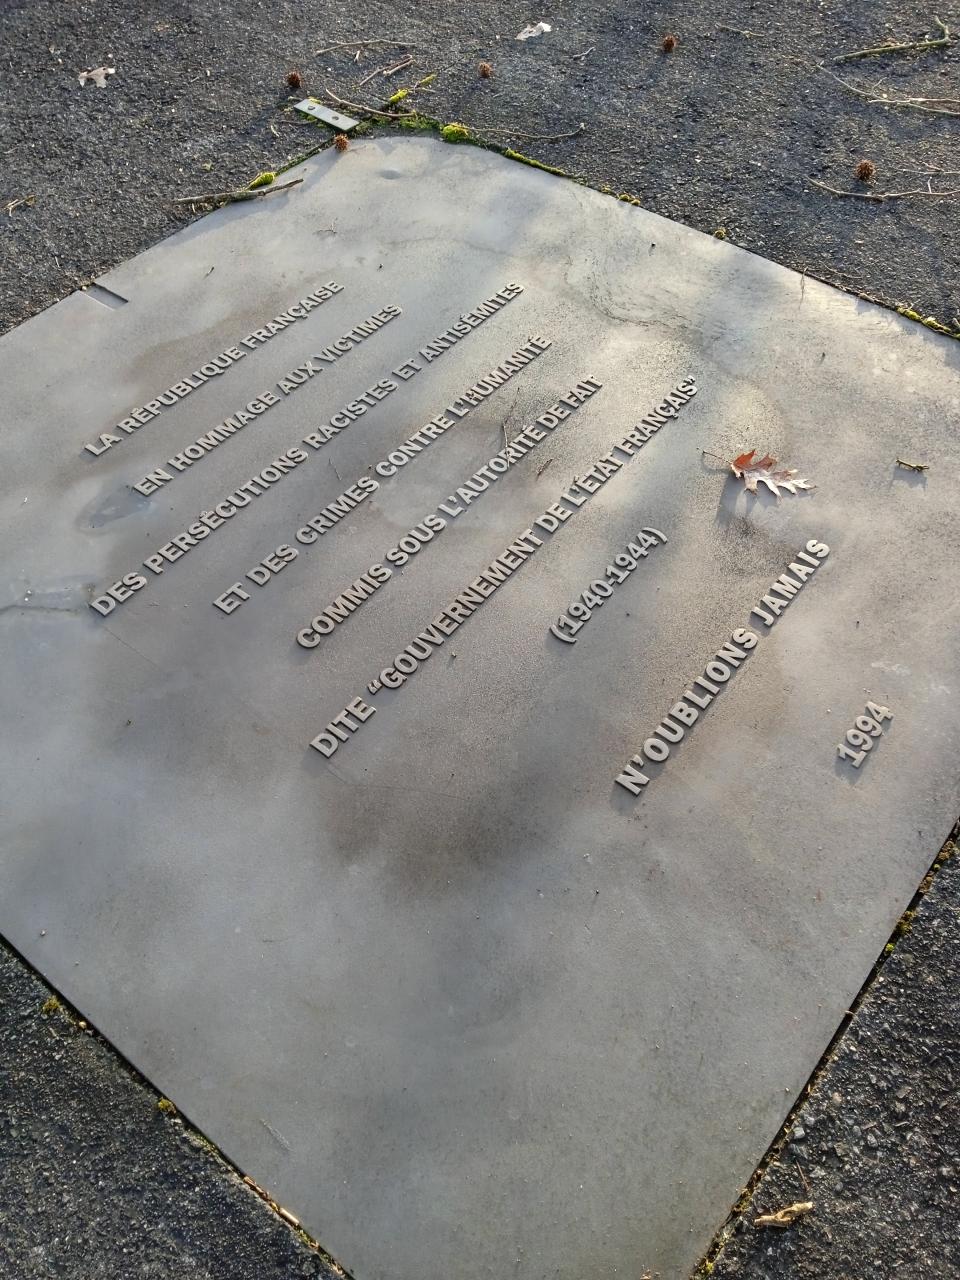 LA RÉPUBLIQUE FRANÇAISE
EN HOMMAGE AUX VICTIMES
DES PERSÉCUTIONS RACISTES ET ANTISÉMITES
ET DES CRIMES CONTRE L'HUMANITÉ
COMMIS SOUS L'AUTORITÉ DE FAIT
DITE “GOUVERNEMENT DE L'ÉTAT FRANÇAIS”
(1940-1944)
N'OUBLIONS JAMAIS
1994